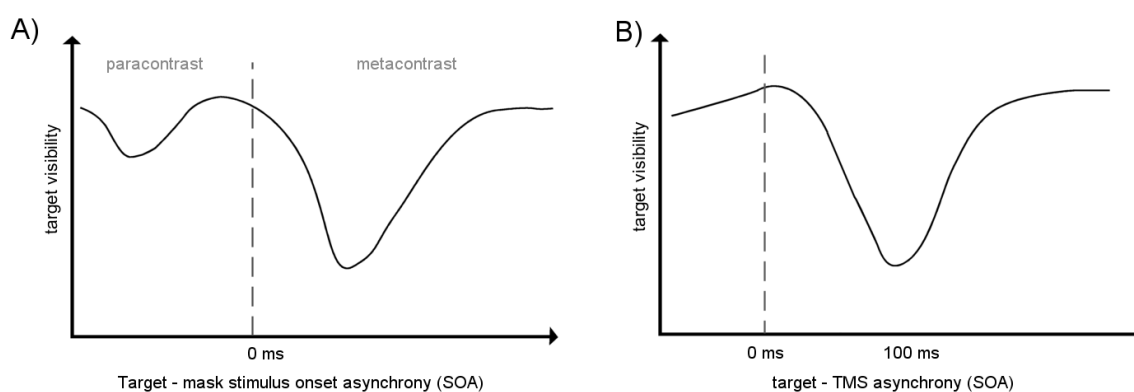 A)
paracontrast
metacontrast
target visibility
0 ms
Target - mask stimulus onset asynchrony (SOA)
B)
target visibility
0 ms
100 ms
target - TMS asynchrony (SOA)